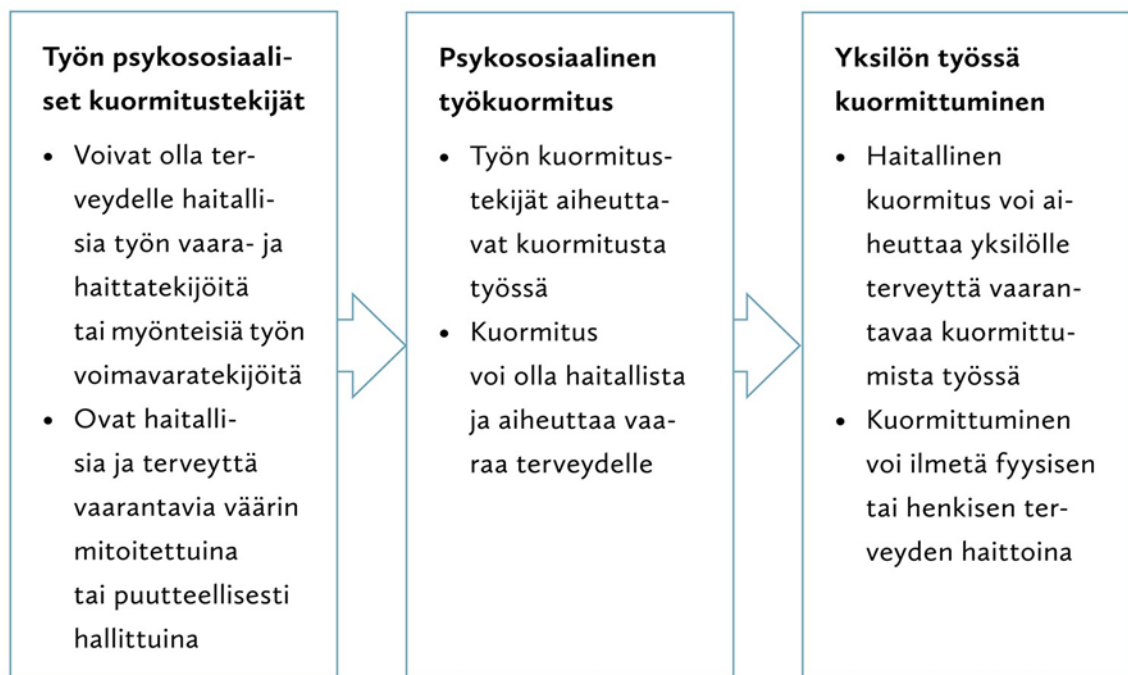 Työn psykososiaali-
set kuormitustekijät
• Voivat olla ter-
veydelle haitalli-
sia työn vaara- ja
haittatekijöitä
tai myönteisiä työn
voimavaratekijöitä
• Ovat haitalli-
sia ja terveyttä
vaarantavia väärin
mitoitettuina
tai puutteellisesti
hallittuina
Psykososiaalinen
työkuormitus
• Työn kuormitus-
tekijät aiheutta-
vat kuormitusta
työssä
• Kuormitus
voi olla haitallista
ja aiheuttaa vaa-
raa terveydelle
Yksilön työssä
kuormittuminen
• Haitallinen
kuormitus voi ai-
heuttaa yksilölle
terveyttä vaaran-
tavaa kuormittu-
mista työssä
• Kuormittuminen
voi ilmetä fyysisen
tai henkisen ter-
veyden haittoina